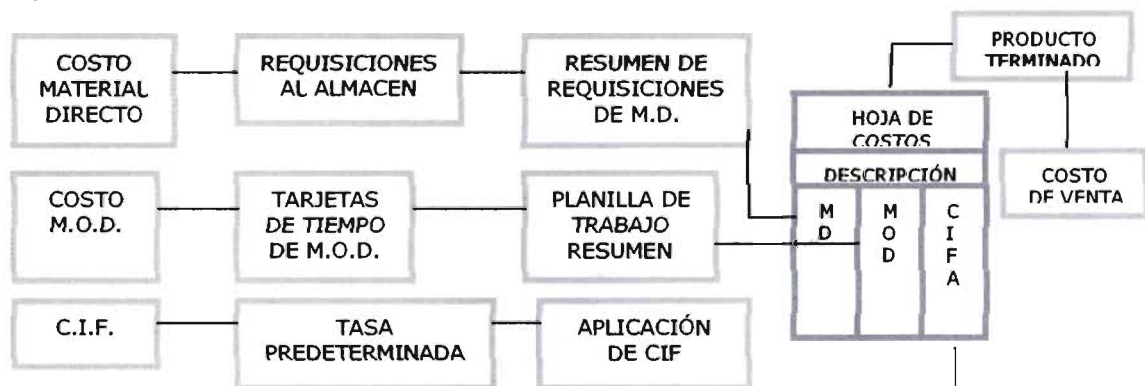 COSTO
MATERIAL
DIRECTO
REQUISICIONES
AL ALMACEN
RESUMEN DE
REQUISICIONES
DE M.D.
PRODUCTO
TERMINADO
HOJA DE
COSTOS
DESCRIPCIÓN
COSTO
DE VENTA
COSTO
M.O.D.
TARJETAS
DE TIEMPO
DE M.O.D.
PLANILLA DE
TRABAJO
RESUMEN
M
D
M
O
D
C
I
F
A
C.I.F.
TASA
PREDETERMINADA
APLICACIÓN
DE CIF